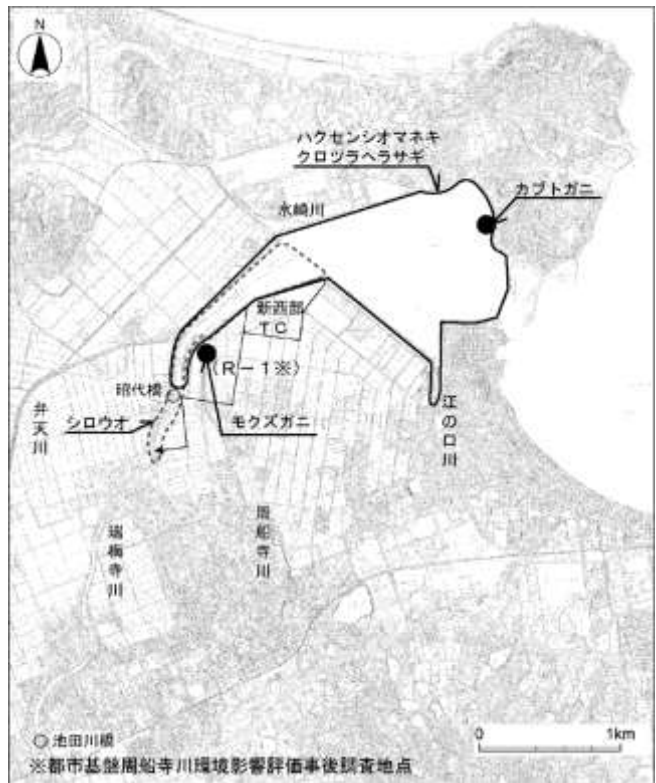 N
ハクセンシオマネキ
クロツラヘラサギ
カブトガニ
水崎川
新西部
TC
(R-1※)
昭代橋
シロウオ
モクズガニ
弁天川
江の口川
瑞梅寺川
周船寺川
0 1km
○池田川橋
※都市基盤周船寺川環境影響評価事後調査地点